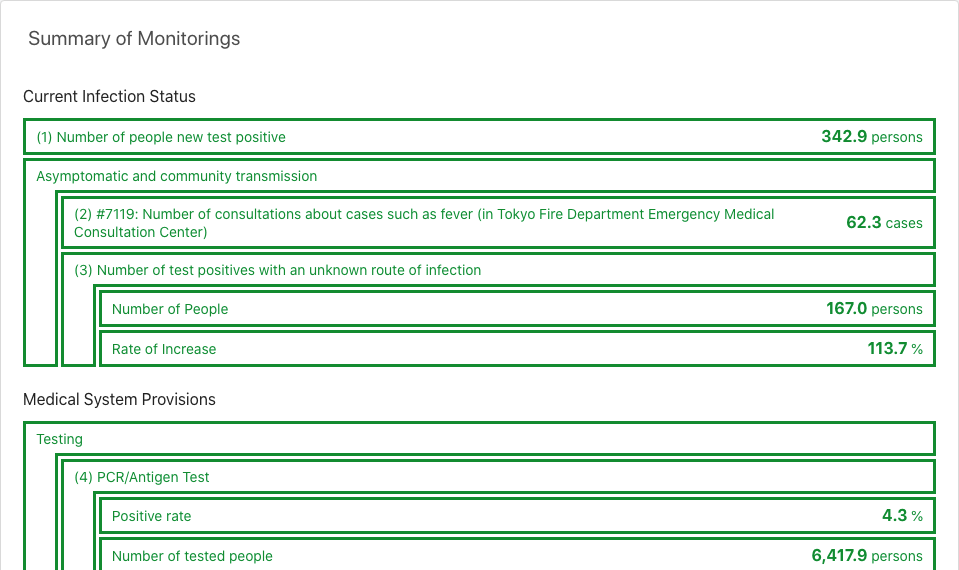 Summary of Monitorings
Current Infection Status
(1) Number of people new test positive 342.9 persons
Asymptomatic and community transmission
(2) #7119: Number of consultations about cases such as fever (in Tokyo Fire Department Emergency Medical
Consultation Center) 62.3 cases
(3) Number of test positives with an unknown route of infection
Number of People 167.0 persons
Rate of Increase 113.7 %
Medical System Provisions
Testing
(4) PCR/Antigen Test
Positive rate 4.3 %
Number of tested people 6,417.9 persons